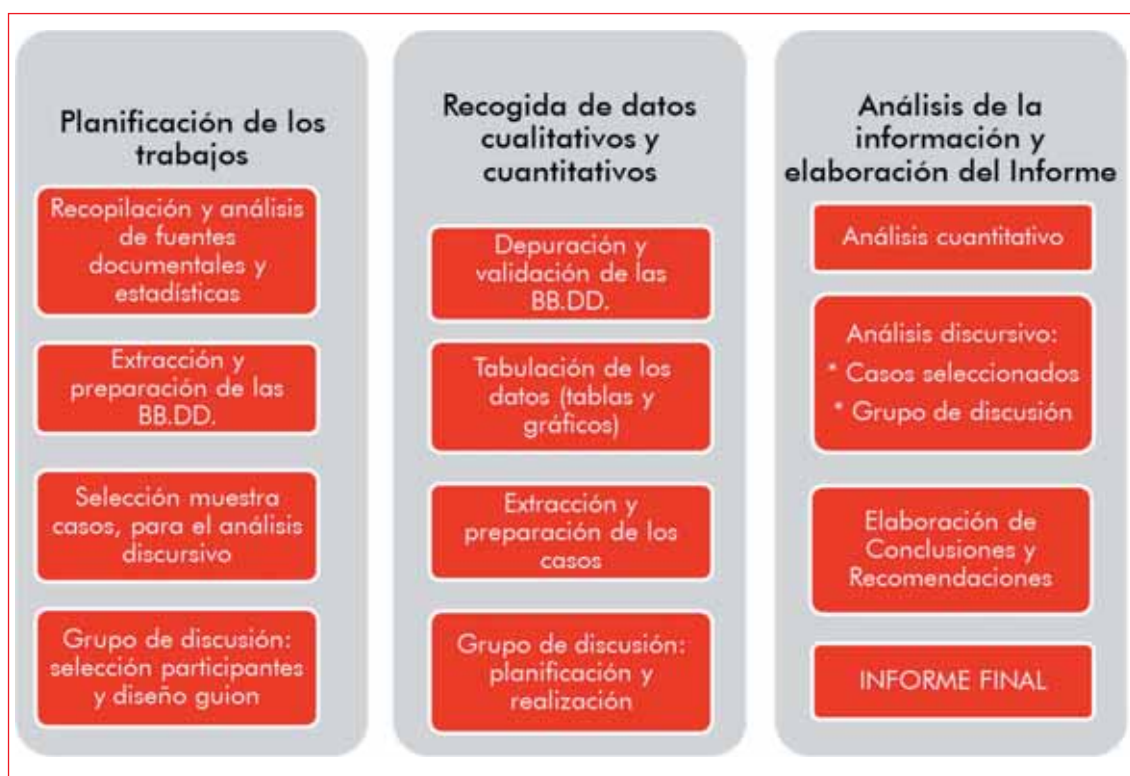 Planificación de los
trabajos
Recopilación y análisis
de fuentes
documentales y
estadísticas
Extracción y
preparación de las
BB.DD.
Selección muestra
casos, para el análisis
discursivo
Grupo de discusión:
selección participantes
y diseño guion
Recogida de datos
cualitativos y
cuantitativos
Depuración y
validación de las
BB.DD.
Tabulación de los
datos (tablas y
gráficos)
Extracción y
preparación de los
casos
Grupo de discusión:
planificación y
realización
Análisis de la
información y
elaboración del Informe
Análisis cuantitativo
Análisis discursivo:
* Casos seleccionados
* Grupo de discusión
Elaboración de
Conclusiones y
Recomendaciones
INFORME FINAL